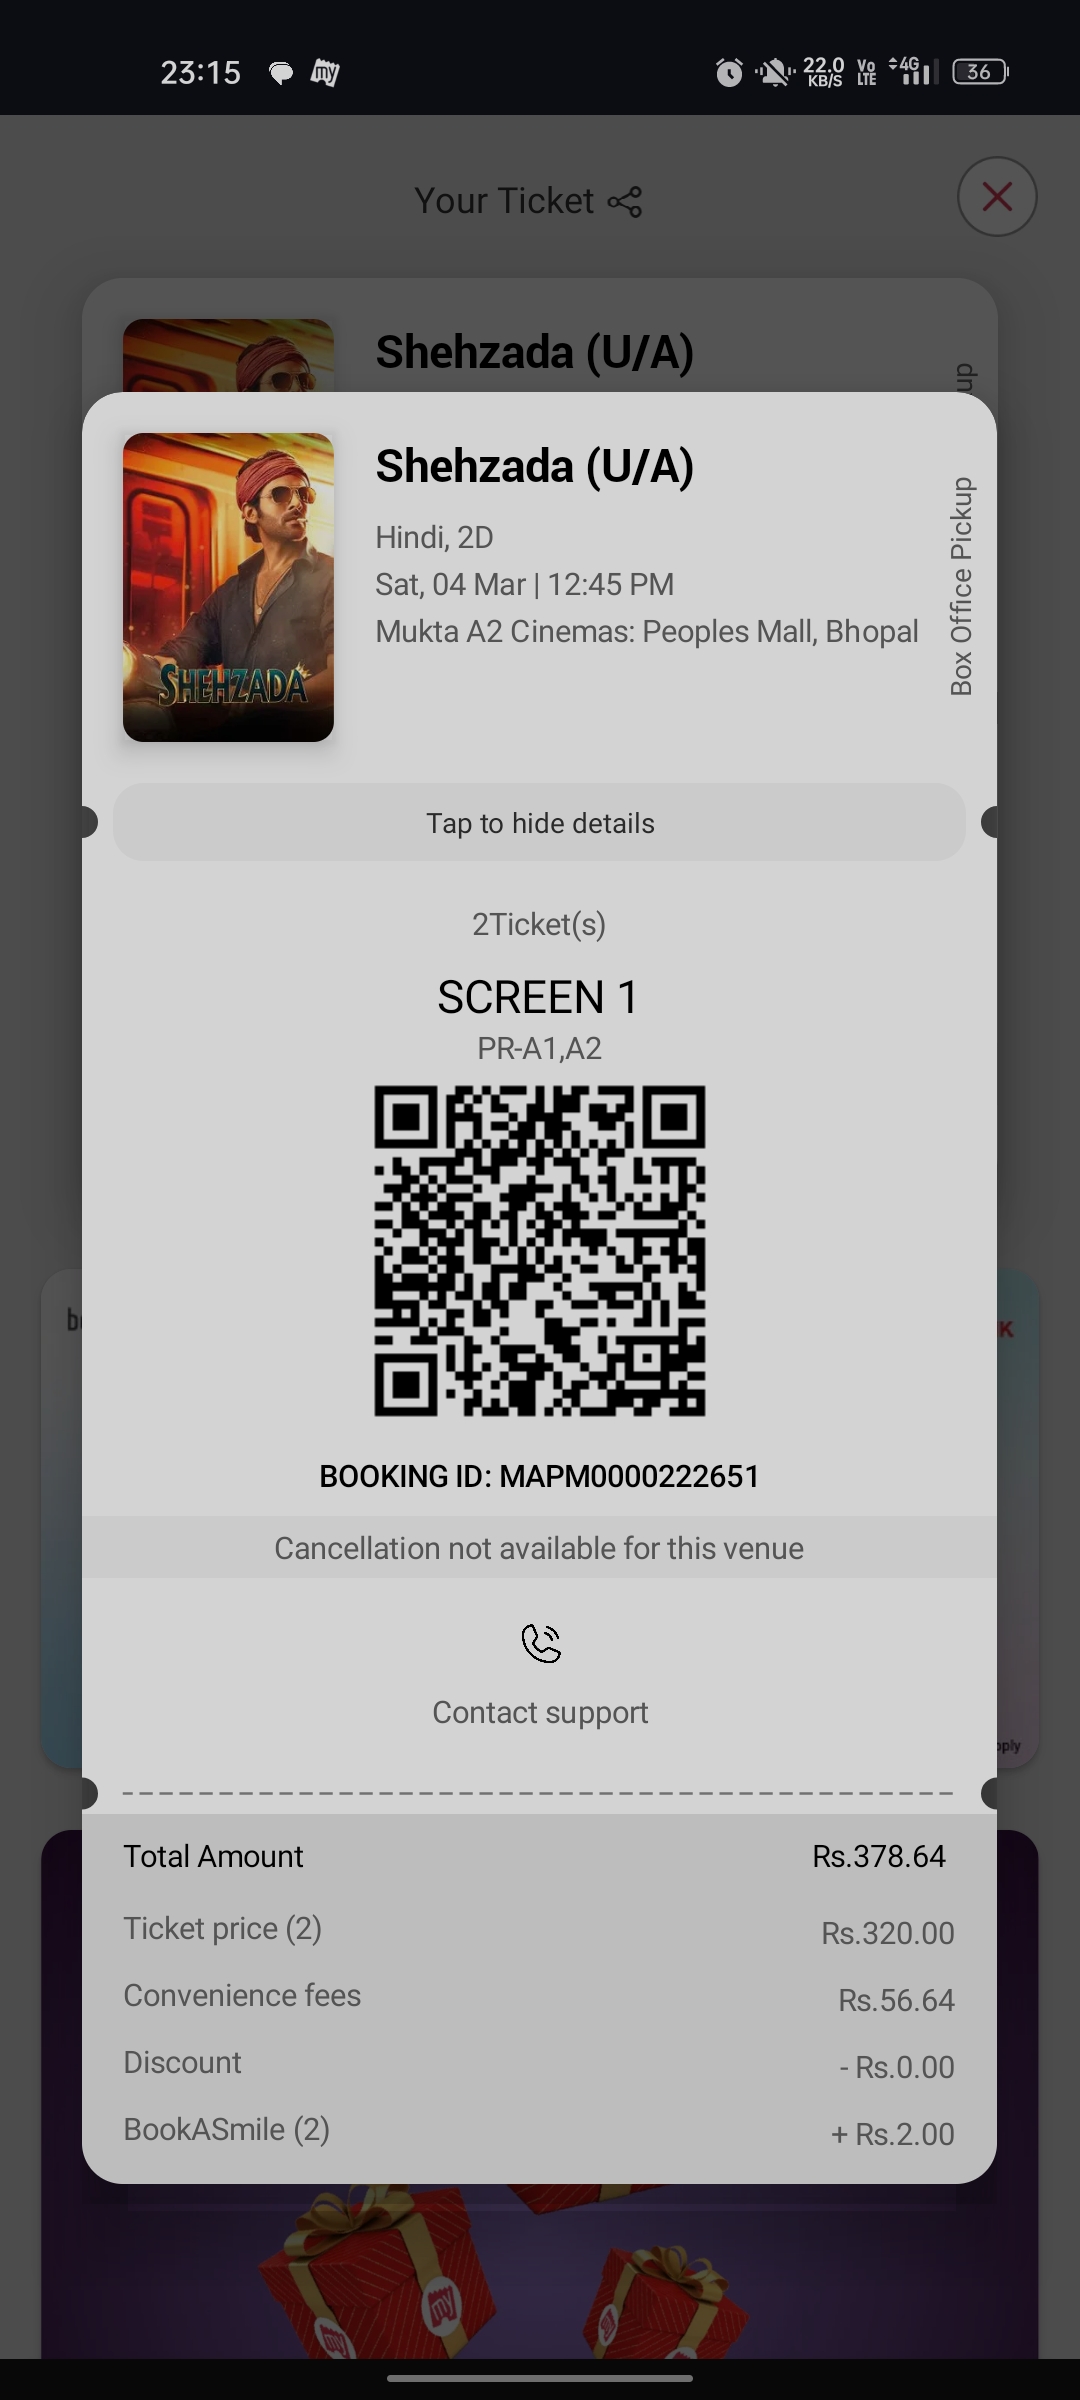 23:15
my
22.0
KB/S
Vo
LTE
4G
36
Your Ticket
Shehzada (U/A)
up
Shehzada (U/A)
Hindi, 2D
Sat, 04 Mar | 12:45 PM
Mukta A2 Cinemas: Peoples Mall, Bhopal
Box Office Pickup
SHEHZADA
Tap to hide details
2Ticket(s)
SCREEN 1
PR-A1,A2
BOOKING ID: MAPM0000222651
Cancellation not available for this venue
Contact support
Total Amount Rs.378.64
Ticket price (2) Rs.320.00
Convenience fees Rs.56.64
Discount - Rs.0.00
BookASmile (2) + Rs.2.00
my
my